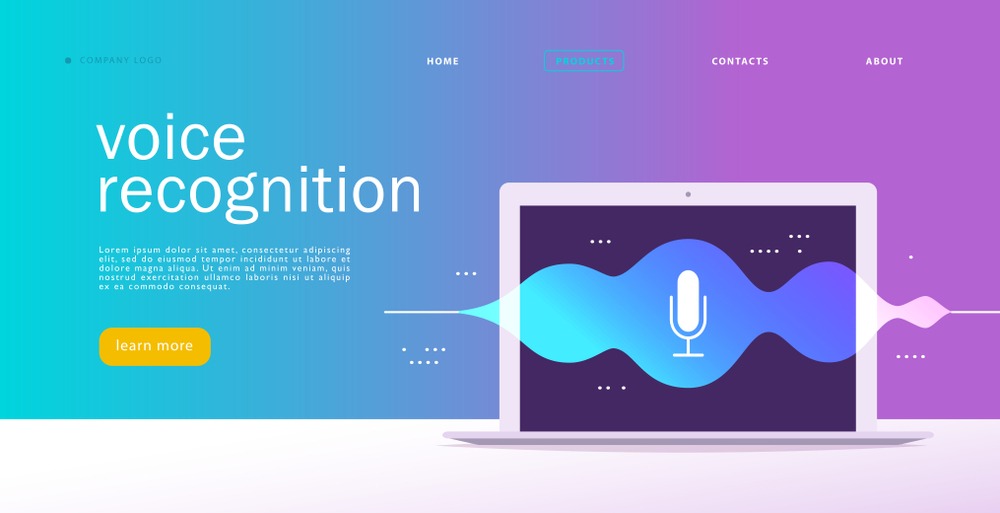 COMPANY LOGO
HOME
PRODUCTS
CONTACTS
ABOUT
voice
recognition
Lorem ipsum dolor sit amet, consectetur adipiscing
elit, sed do eiusmod tempor incididunt ut labore et
dolore magna aliqua. Ut enim ad minim veniam, quis
nostrud exercitation ullamco laboris nisi ut aliquip
ex ea commodo consequat.
learn more